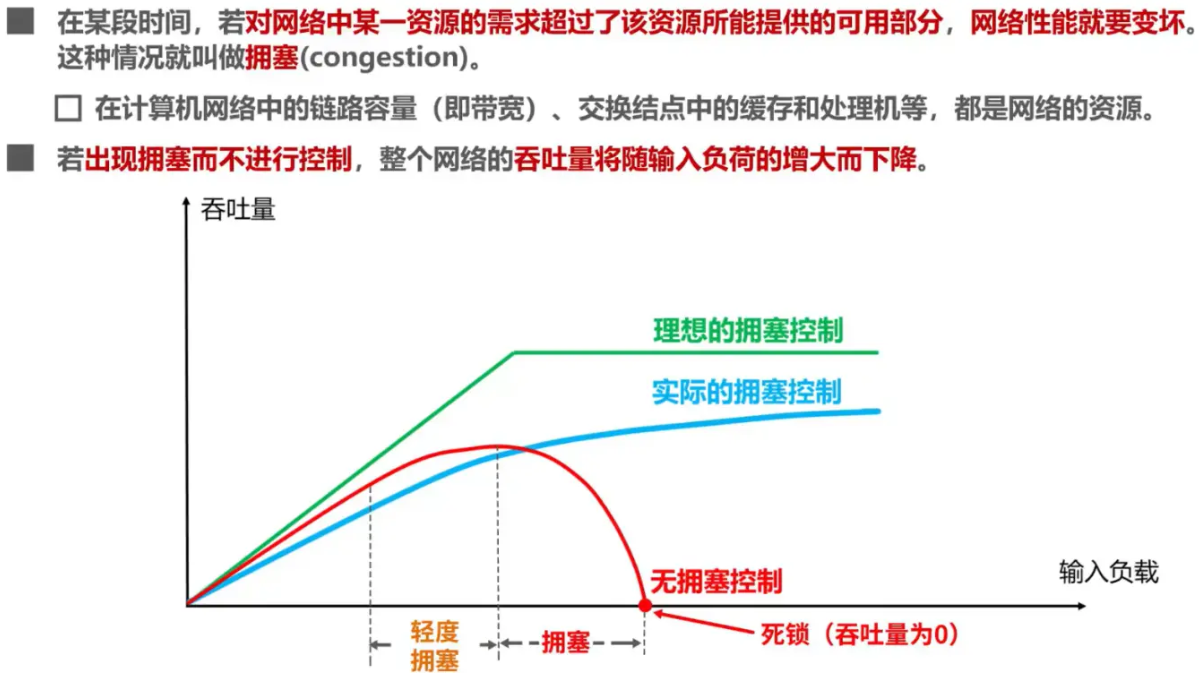 在某段时间，若对网络中某一资源的需求超过了该资源所能提供的可用部分，网络性能就要变坏。
这种情况就叫做拥塞(congestion)。
在计算机网络中的链路容量（即带宽）、交换结点中的缓存和处理机等，都是网络的资源。
若出现拥塞而不进行控制，整个网络的吞吐量将随输入负荷的增大而下降。
吞吐量
理想的拥塞控制
实际的拥塞控制
无拥塞控制
输入负载
轻度
拥塞
拥塞
死锁（吞吐量为0）